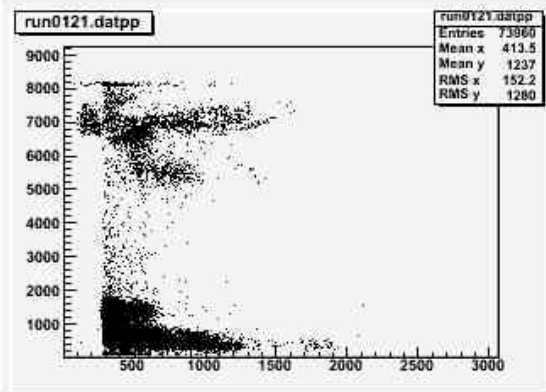 run0121.datpp
run0121.datpp
Entries 73960
Mean x 413.5
Mean y 1237
RMS x 152.2
RMS y 1280
9000
8000
7000
6000
5000
4000
3000
2000
1000
500 1000 1500 2000 2500 3000